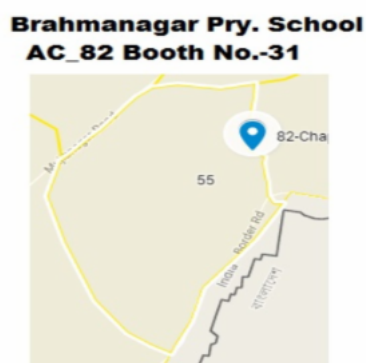 Brahmanagar Pry. School
AC_82 Booth No.-31
82-Cha
55
India Border Rd
বাংলাদেশ